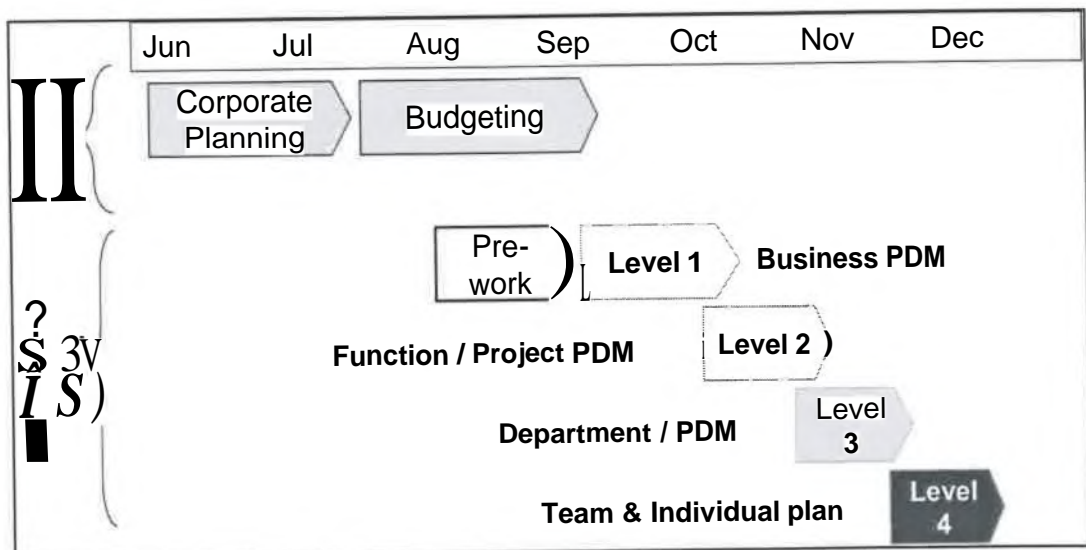 Jun Jul Aug Sep Oct Nov Dec
Corporate
Planning
Budgeting
Pre-
work
Level 1
Business PDM
Function / Project PDM
Level 2
Department / PDM
Level
3
Team & Individual plan
Level
4